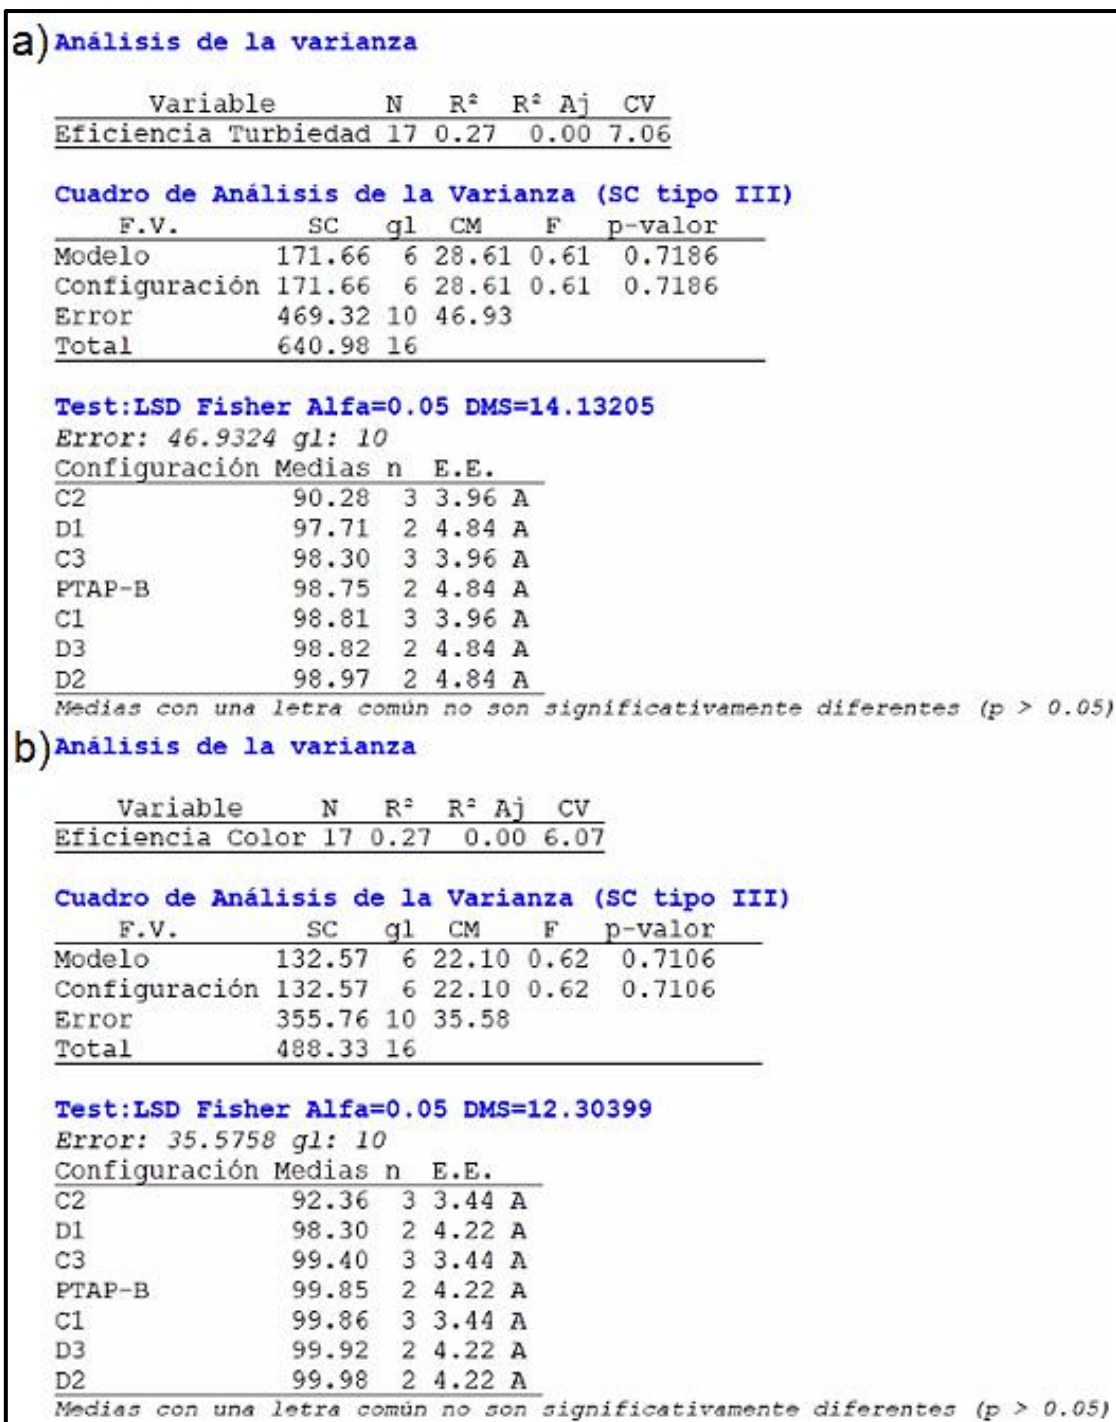 a) Análisis de la varianza
Variable N R² R² Aj CV
Eficiencia Turbiedad 17 0.27 0.00 7.06
Cuadro de Análisis de la Varianza (SC tipo III)
F.V. SC gl CM F p-valor
Modelo 171.66 6 28.61 0.61 0.7186
Configuración 171.66 6 28.61 0.61 0.7186
Error 469.32 10 46.93
Total 640.98 16
Test:LSD Fisher Alfa=0.05 DMS=14.13205
Error: 46.9324 gl: 10
Configuración Medias n E.E.
C2 90.28 3 3.96 A
D1 97.71 2 4.84 A
C3 98.30 3 3.96 A
PTAP-B 98.75 2 4.84 A
C1 98.81 3 3.96 A
D3 98.82 2 4.84 A
D2 98.97 2 4.84 A
Medias con una letra común no son significativamente diferentes (p > 0.05)
b) Análisis de la varianza
Variable N R² R² Aj CV
Eficiencia Color 17 0.27 0.00 6.07
Cuadro de Análisis de la Varianza (SC tipo III)
F.V. SC gl CM F p-valor
Modelo 132.57 6 22.10 0.62 0.7106
Configuración 132.57 6 22.10 0.62 0.7106
Error 355.76 10 35.58
Total 488.33 16
Test:LSD Fisher Alfa=0.05 DMS=12.30399
Error: 35.5758 gl: 10
Configuración Medias n E.E.
C2 92.36 3 3.44 A
D1 98.30 2 4.22 A
C3 99.40 3 3.44 A
PTAP-B 99.85 2 4.22 A
C1 99.86 3 3.44 A
D3 99.92 2 4.22 A
D2 99.98 2 4.22 A
Medias con una letra común no son significativamente diferentes (p > 0.05)